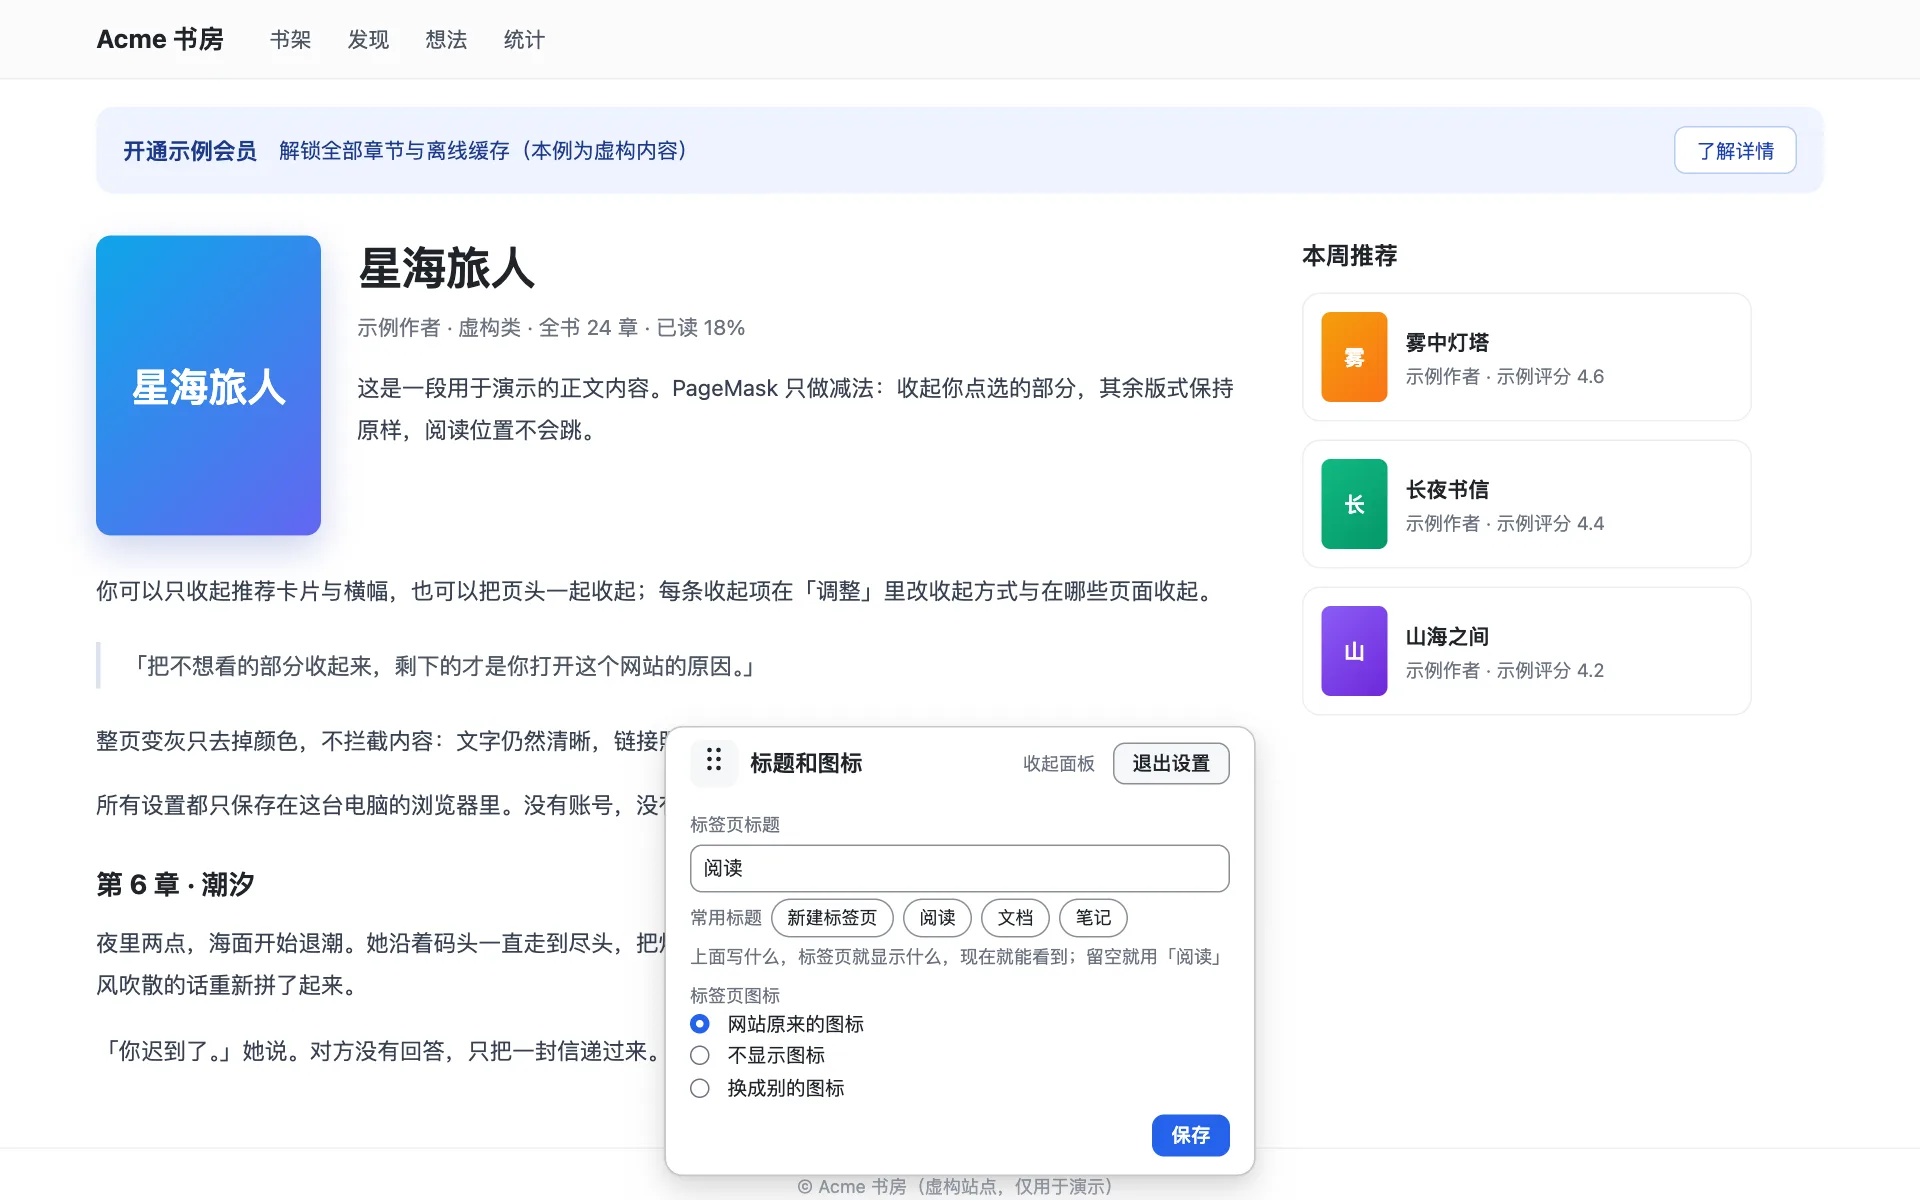 Acme 书房 书架 发现 想法 统计
开通示例会员 解锁全部章节与离线缓存（本例为虚构内容） 了解详情
星海旅人
星海旅人
示例作者 · 虚构类 · 全书 24 章 · 已读 18%
这是一段用于演示的正文内容。PageMask 只做减法：收起你点选的部分，其余版式保持
原样，阅读位置不会跳。
你可以只收起推荐卡片与横幅，也可以把页头一起收起；每条收起项在「调整」里改收起方式与在哪些页面收起。
「把不想看的部分收起来，剩下的才是你打开这个网站的原因。」
整页变灰只去掉颜色，不拦截内容：文字仍然清晰，链接
所有设置都只保存在这台电脑的浏览器里。没有账号，没
第 6 章 · 潮汐
夜里两点，海面开始退潮。她沿着码头一直走到尽头，把
风吹散的话重新拼了起来。
「你迟到了。」她说。对方没有回答，只把一封信递过来。
本周推荐
雾
雾中灯塔
示例作者 · 示例评分 4.6
长
长夜书信
示例作者 · 示例评分 4.4
山
山海之间
示例作者 · 示例评分 4.2
标题和图标 收起面板 退出设置
标签页标题
阅读
常用标题 新建标签页 阅读 文档 笔记
上面写什么，标签页就显示什么，现在就能看到；留空就用「阅读」
标签页图标
网站原来的图标
不显示图标
换成别的图标
保存
© Acme 书房（虚构站点，仅用于演示）